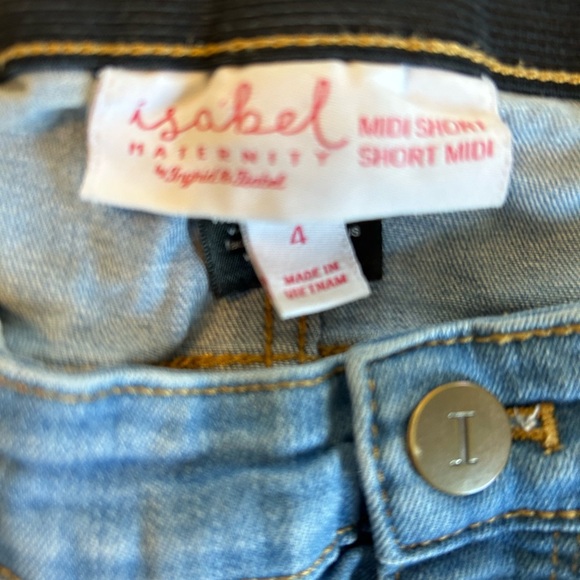 isabel
MATERNITY
by Ingrid & Isabel
MIDI SHORT
SHORT MIDI
4
MADE IN
VIETNAM
I